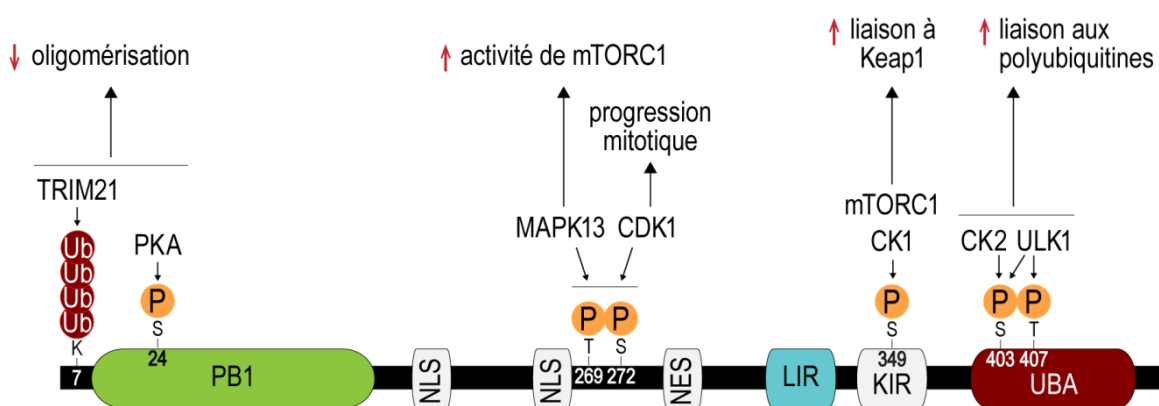 ↓ oligomérisation
↑ activité de mTORC1
progression
mitotique
↑ liaison à
Keap1
↑ liaison aux
polyubiquitines
TRIM21
PKA
MAPK13 CDK1
mTORC1
CK1
CK2 ULK1
Ub
Ub
Ub
Ub
P
P P
P
P P
K
S
T S
S
S T
7
24
269 272
349
403 407
PB1
NLS
NLS
NES
LIR
KIR
UBA